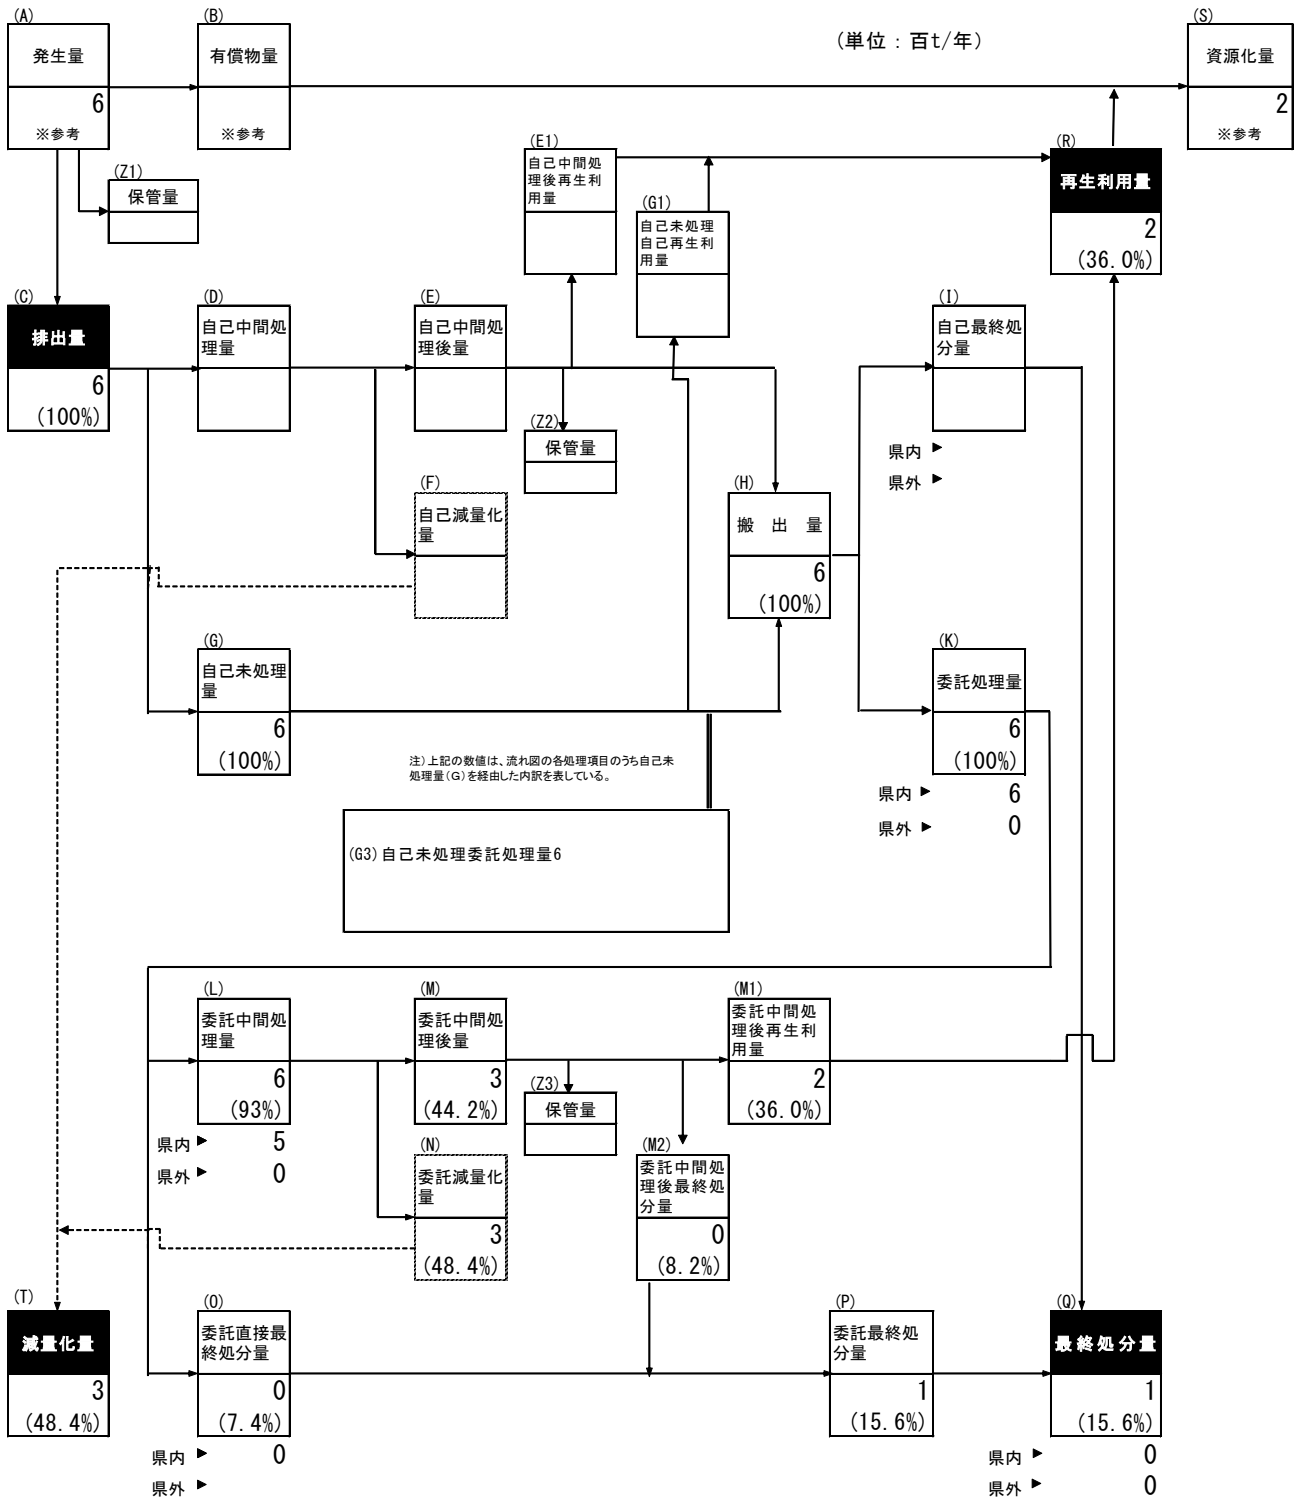 (A)
発生量
6
※参考
(B)
有償物量
※参考
(単位：百t/年)
(S)
資源化量
2
※参考
(Z1)
保管量
(E1)
自己中間処
理後再生利
用量
(G1)
自己未処理
自己再生利
用量
(R)
再生利用量
2
(36.0%)
(C)
排出量
6
(100%)
(D)
自己中間処
理量
(E)
自己中間処
理後量
(Z2)
保管量
(I)
自己最終処
分量
県内 ▶
県外 ▶
(F)
自己減量化
量
(H)
搬　出　量
6
(100%)
(G)
自己未処理
量
6
(100%)
(K)
委託処理量
6
(100%)
県内 ▶ 6
県外 ▶ 0
注）上記の数値は、流れ図の各処理項目のうち自己未
処理量（G）を経由した内訳を表している。
(G3)自己未処理委託処理量6
(L)
委託中間処
理量
6
(93%)
県内 ▶ 5
県外 ▶ 0
(M)
委託中間処
理後量
3
(44.2%)
(Z3)
保管量
(M1)
委託中間処
理後再生利
用量
2
(36.0%)
(N)
委託減量化
量
3
(48.4%)
(M2)
委託中間処
理後最終処
分量
0
(8.2%)
(T)
減量化量
3
(48.4%)
(O)
委託直接最
終処分量
0
(7.4%)
県内 ▶ 0
県外 ▶
(P)
委託最終処
分量
1
(15.6%)
(Q)
最終処分量
1
(15.6%)
県内 ▶ 0
県外 ▶ 0